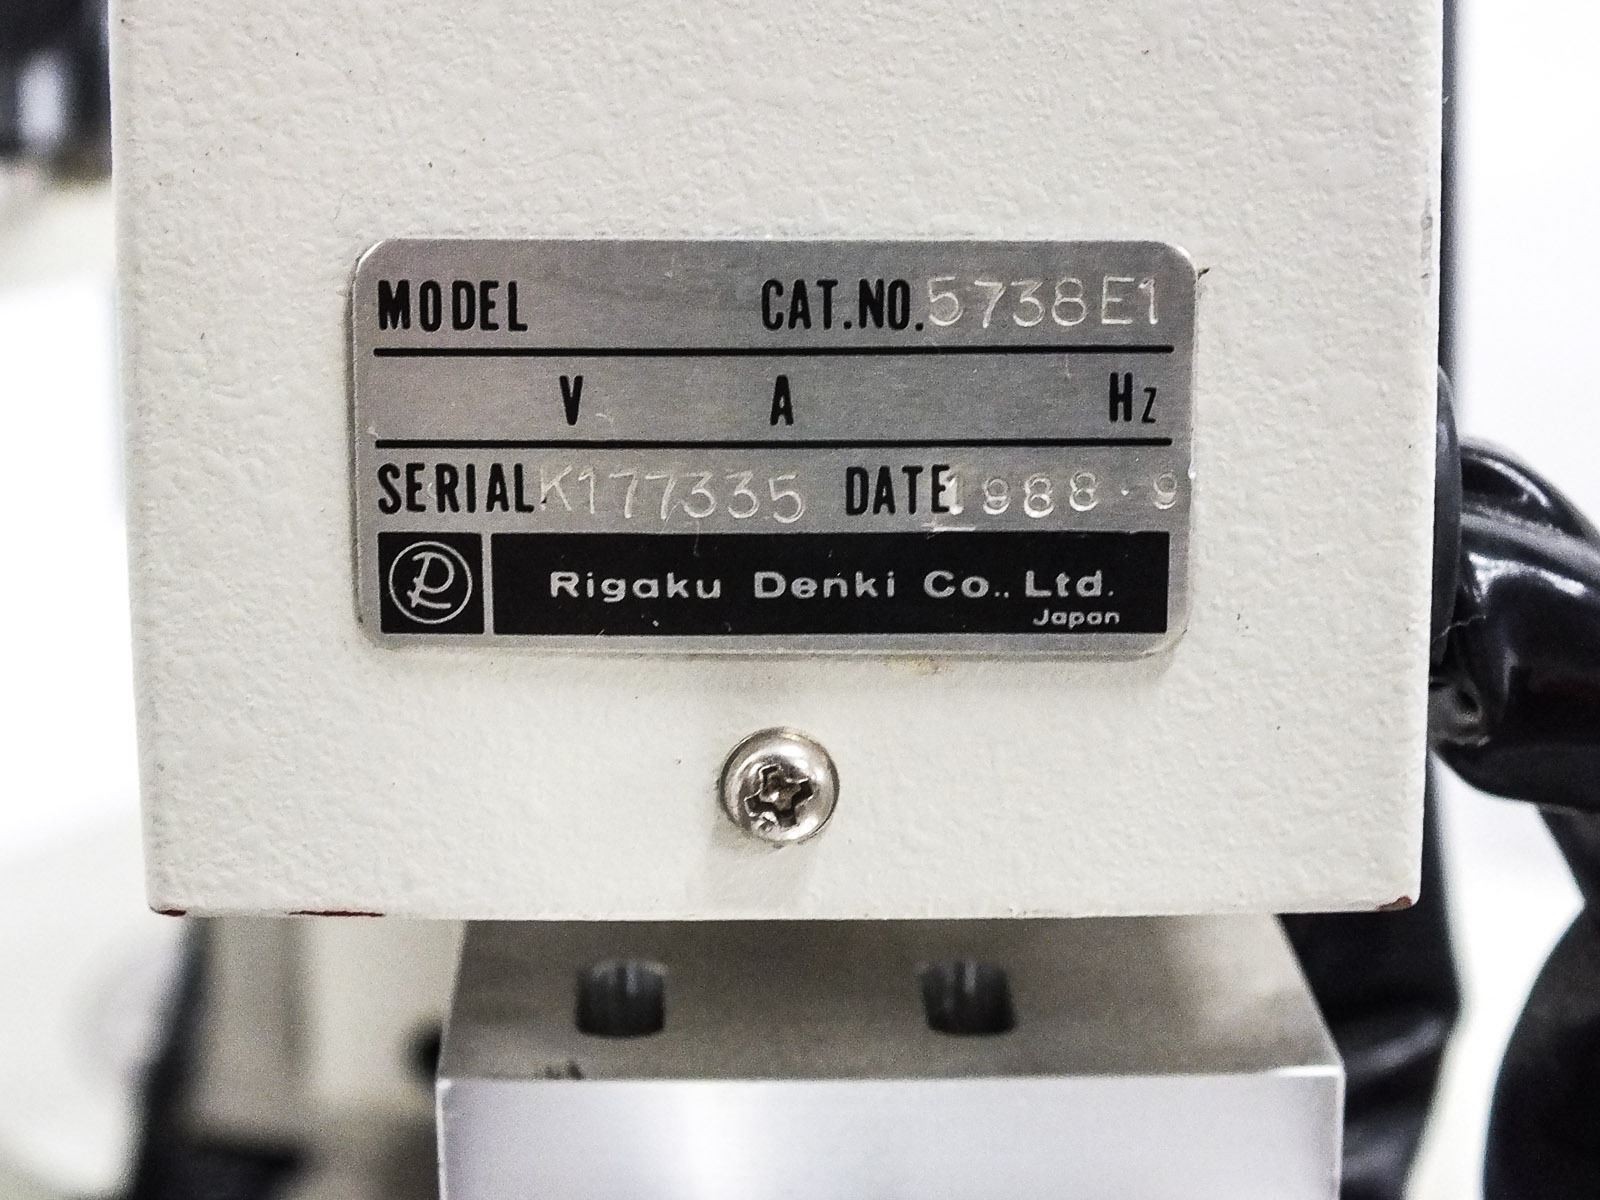 MODEL CAT.NO. 5738E1
V A Hz
SERIAL K177335 DATE 1988.9
R Rigaku Denki Co., Ltd.
Japan